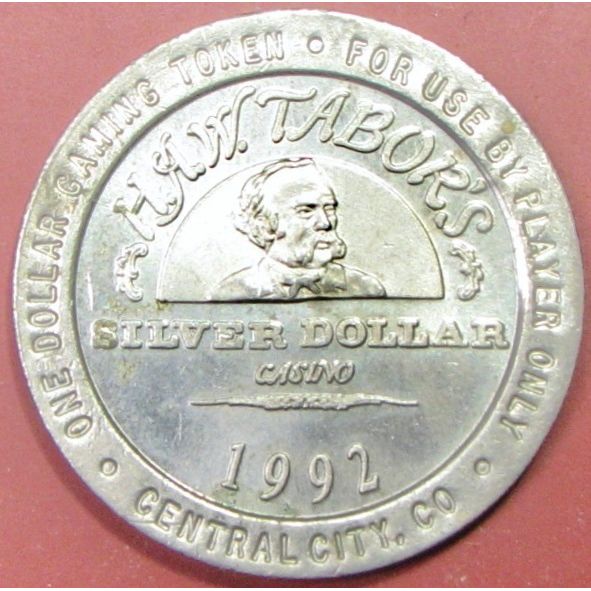 ONE DOLLAR GAMING TOKEN • FOR USE BY PLAYER ONLY
H.A.W. TABOR'S
SILVER DOLLAR
CASINO
1992
• CENTRAL CITY, CO •